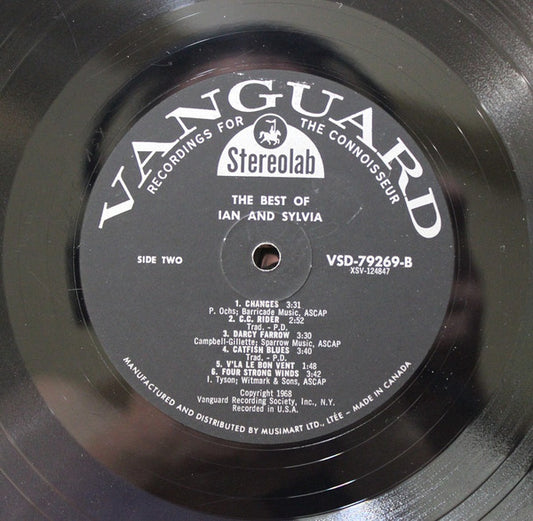 VANGUARD
RECORDINGS FOR THE CONNOISSEUR
Stereolab
THE BEST OF
IAN AND SYLVIA
SIDE TWO
VSD-79269-B
XSV-124847
1. CHANGES 3:31
P. Ochs; Barricade Music, ASCAP
2. C.C. RIDER 2:52
Trad. - P.D.
3. DARCY FARROW 3:30
Campbell-Gillette; Sparrow Music, ASCAP
4. CATFISH BLUES 3:40
Trad. - P.D.
5. V'LA LE BON VENT 1:48
6. FOUR STRONG WINDS 3:42
I. Tyson; Witmark & Sons, ASCAP
Copyright 1968
Vanguard Recording Society, Inc., N.Y.
Recorded in U.S.A.
MANUFACTURED AND DISTRIBUTED BY MUSIMART LTD., LTÉE - MADE IN CANADA